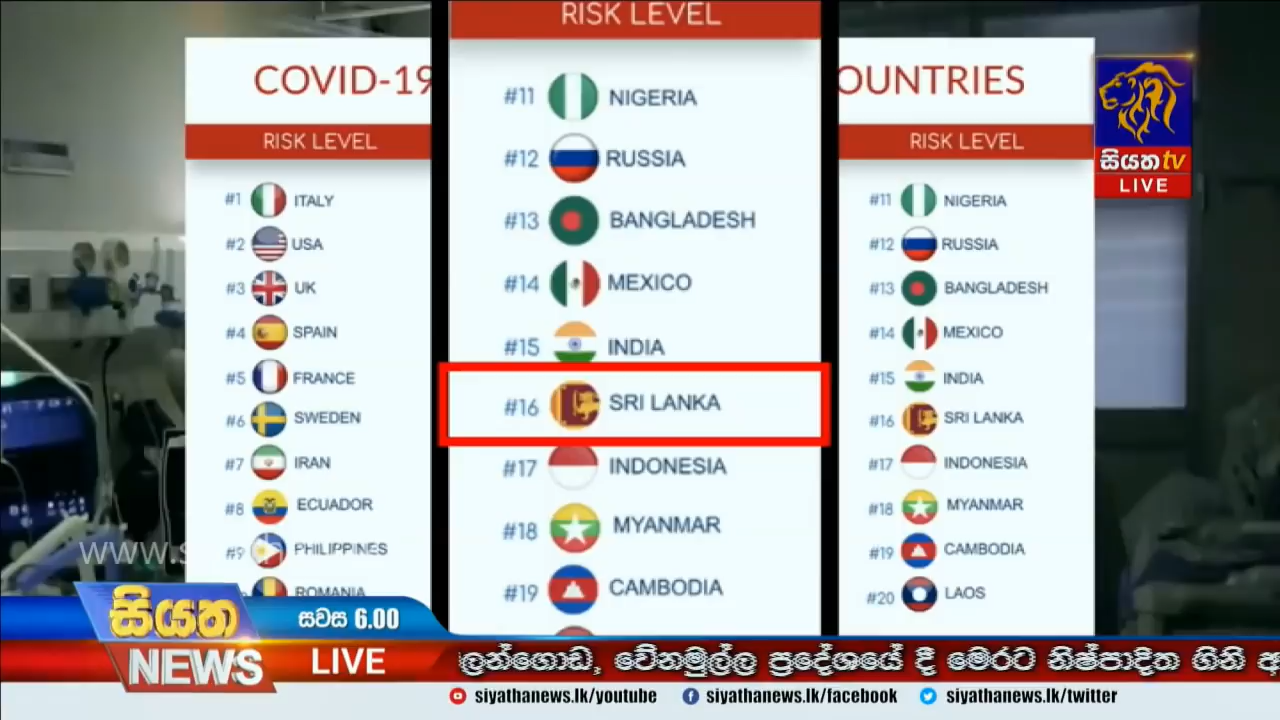 COVID-19
RISK LEVEL
#1 ITALY
#2 USA
#3 UK
#4 SPAIN
#5 FRANCE
#6 SWEDEN
#7 IRAN
#8 ECUADOR
#9 PHILIPPINES
ROMANIA
RISK LEVEL
#11 NIGERIA
#12 RUSSIA
#13 BANGLADESH
#14 MEXICO
#15 INDIA
#16 SRI LANKA
#17 INDONESIA
#18 MYANMAR
#19 CAMBODIA
OUNTRIES
RISK LEVEL
#11 NIGERIA
#12 RUSSIA
#13 BANGLADESH
#14 MEXICO
#15 INDIA
#16 SRI LANKA
#17 INDONESIA
#18 MYANMAR
#19 CAMBODIA
#20 LAOS
සියත tv
LIVE
www.s
සියත
NEWS
සවස 6.00
LIVE
ලන්ගොඩ, වේනමුල්ල ප්‍රදේශයේ දී මෙරට නිෂ්පාදිත ගිනි අ
siyathanews.lk/youtube siyathanews.lk/facebook siyathanews.lk/twitter